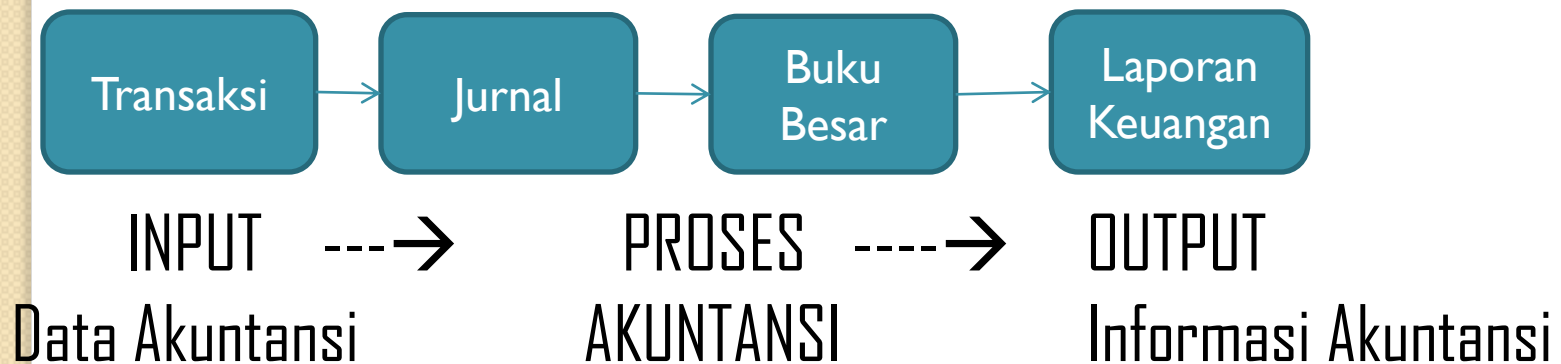 Transaksi
Jurnal
Buku
Besar
Laporan
Keuangan
INPUT ---→ PROSES ----→ OUTPUT
Data Akuntansi AKUNTANSI Informasi Akuntansi